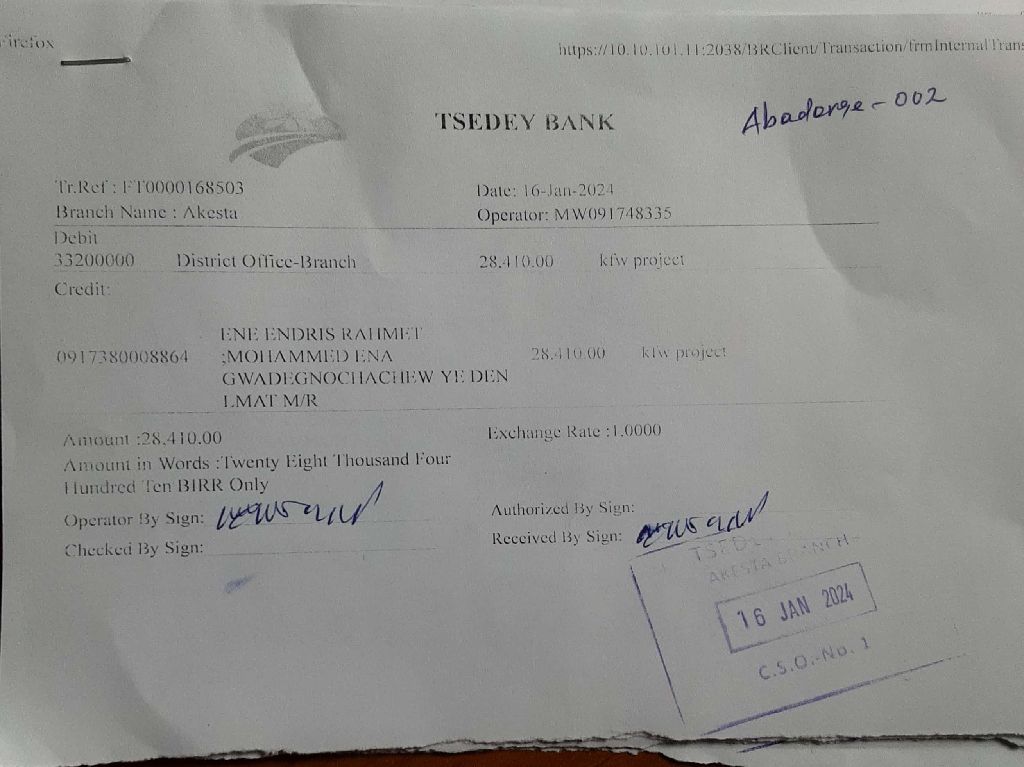 Firefox
https://10.10.101.11:2038/BRClient/Transaction/frmInternalTrans
TSEDEY BANK
Abadarge - 002
Tr.Ref : FT0000168503
Date: 16-Jan-2024
Branch Name : Akesta
Operator: MW091748335
Debit
33200000 District Office-Branch 28,410.00 kfw project
Credit:
ENE ENDRIS RAHMET
0917380008864 ;MOHAMMED ENA 28,410.00 kfw project
GWADEGNOCHACHEW YE DEN
LMAT M/R
Amount :28,410.00
Exchange Rate :1.0000
Amount in Words :Twenty Eight Thousand Four
Hundred Ten BIRR Only
Operator By Sign:
Authorized By Sign:
Checked By Sign:
Received By Sign:
AKESTA BRANCH
16 JAN 2024
C.S.O.-No. 1